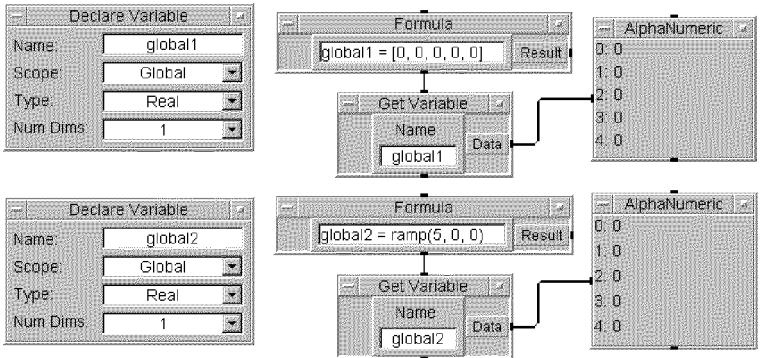 Declare Variable
Name: global1
Scope: Global
Type: Real
Num Dims: 1
Formula
global1 = [0, 0, 0, 0, 0] Result
Get Variable
Name
global1
Data
AlphaNumeric
0: 0
1: 0
2: 0
3: 0
4: 0
Declare Variable
Name: global2
Scope: Global
Type: Real
Num Dims: 1
Formula
global2 = ramp(5, 0, 0) Result
Get Variable
Name
global2
Data
AlphaNumeric
0: 0
1: 0
2: 0
3: 0
4: 0